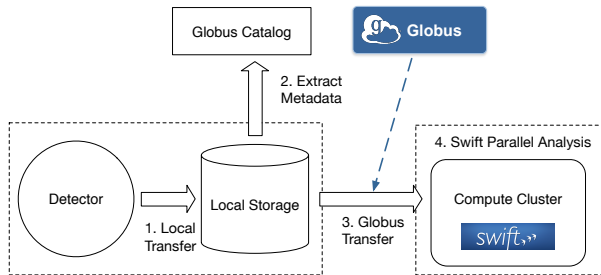 Globus Catalog
g
Globus
2. Extract
Metadata
4. Swift Parallel Analysis
Detector
Local Storage
Compute Cluster
1. Local
Transfer
3. Globus
Transfer
swift